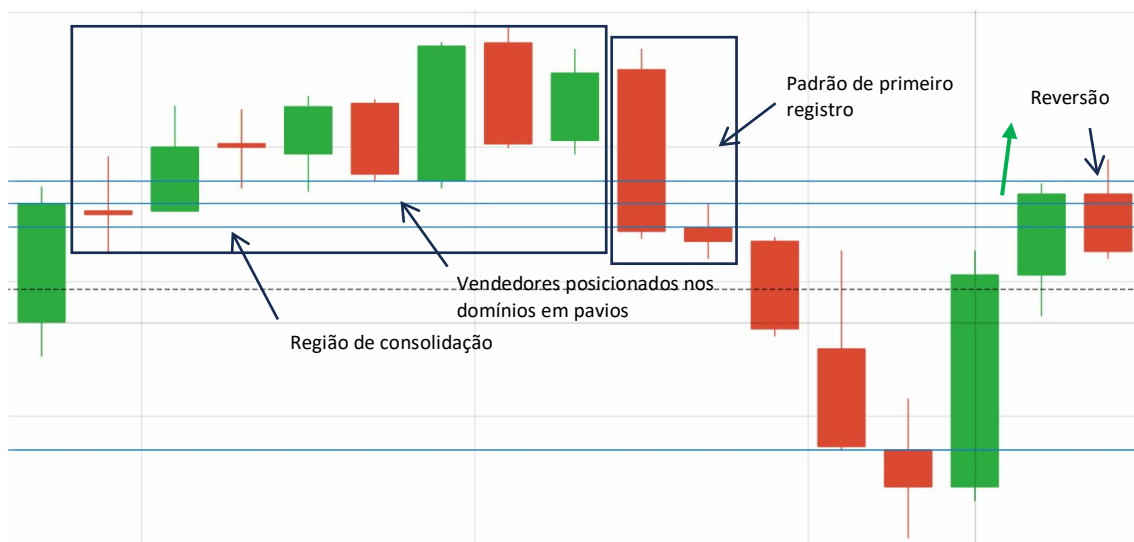 Padrão de primeiro
registro
Reversão
Vendedores posicionados nos
domínios em pavios
Região de consolidação